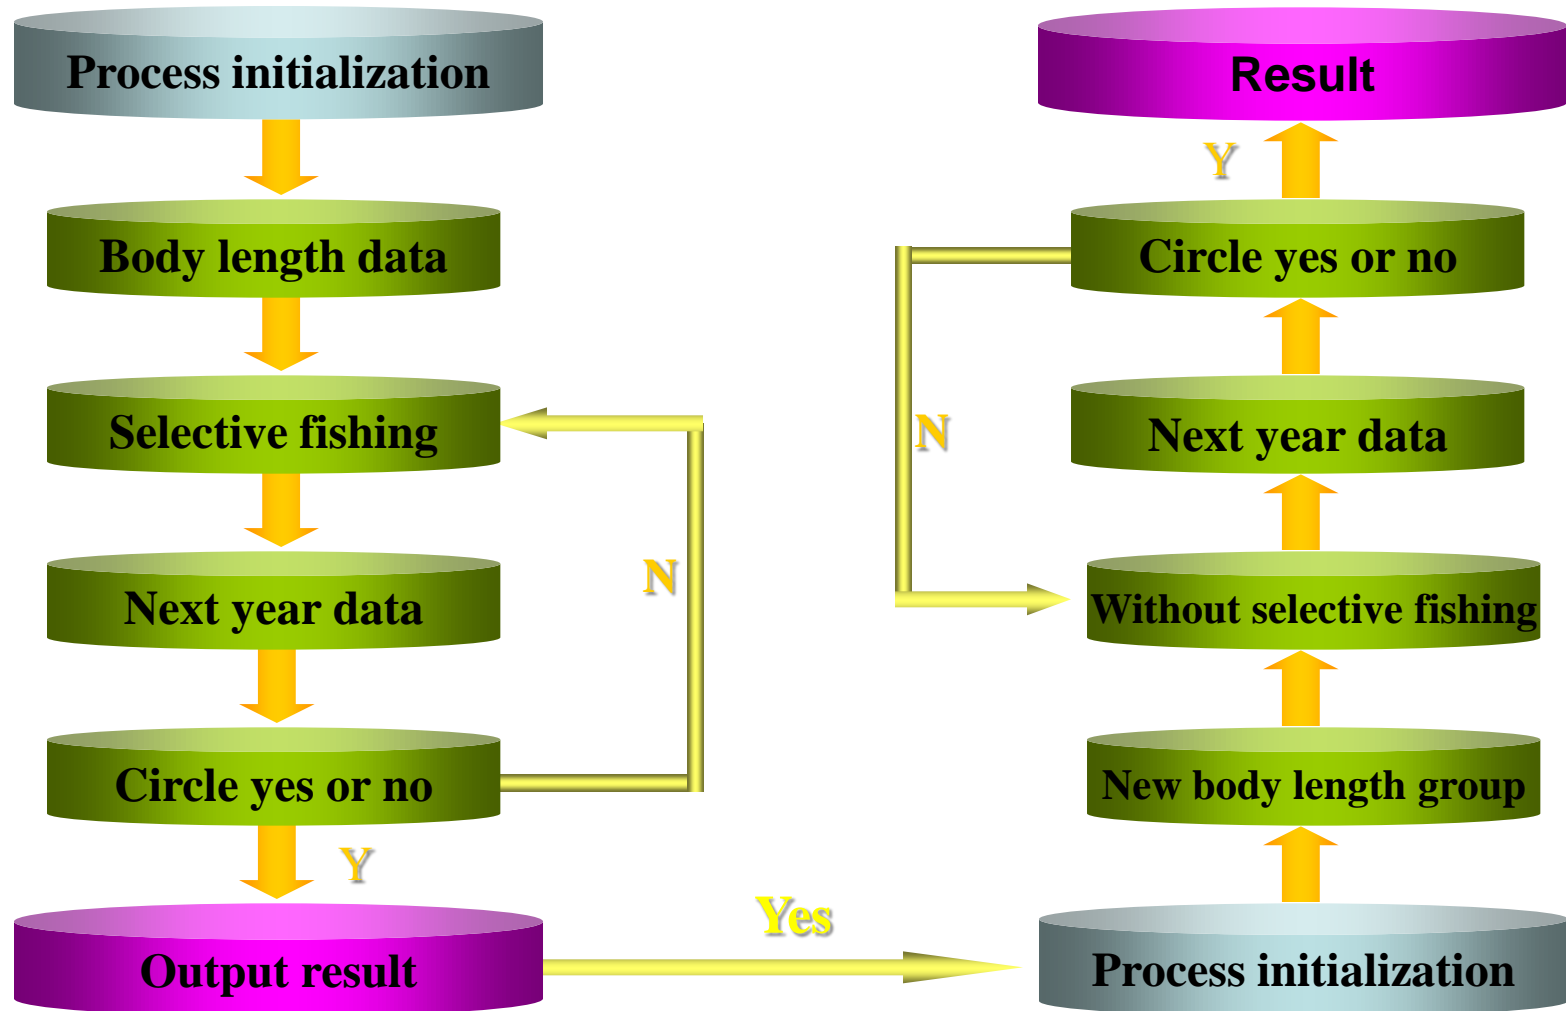 Process initialization
Body length data
Selective fishing
Next year data
N
Circle yes or no
Y
Output result
Yes
Result
Y
Circle yes or no
N
Next year data
Without selective fishing
New body length group
Process initialization